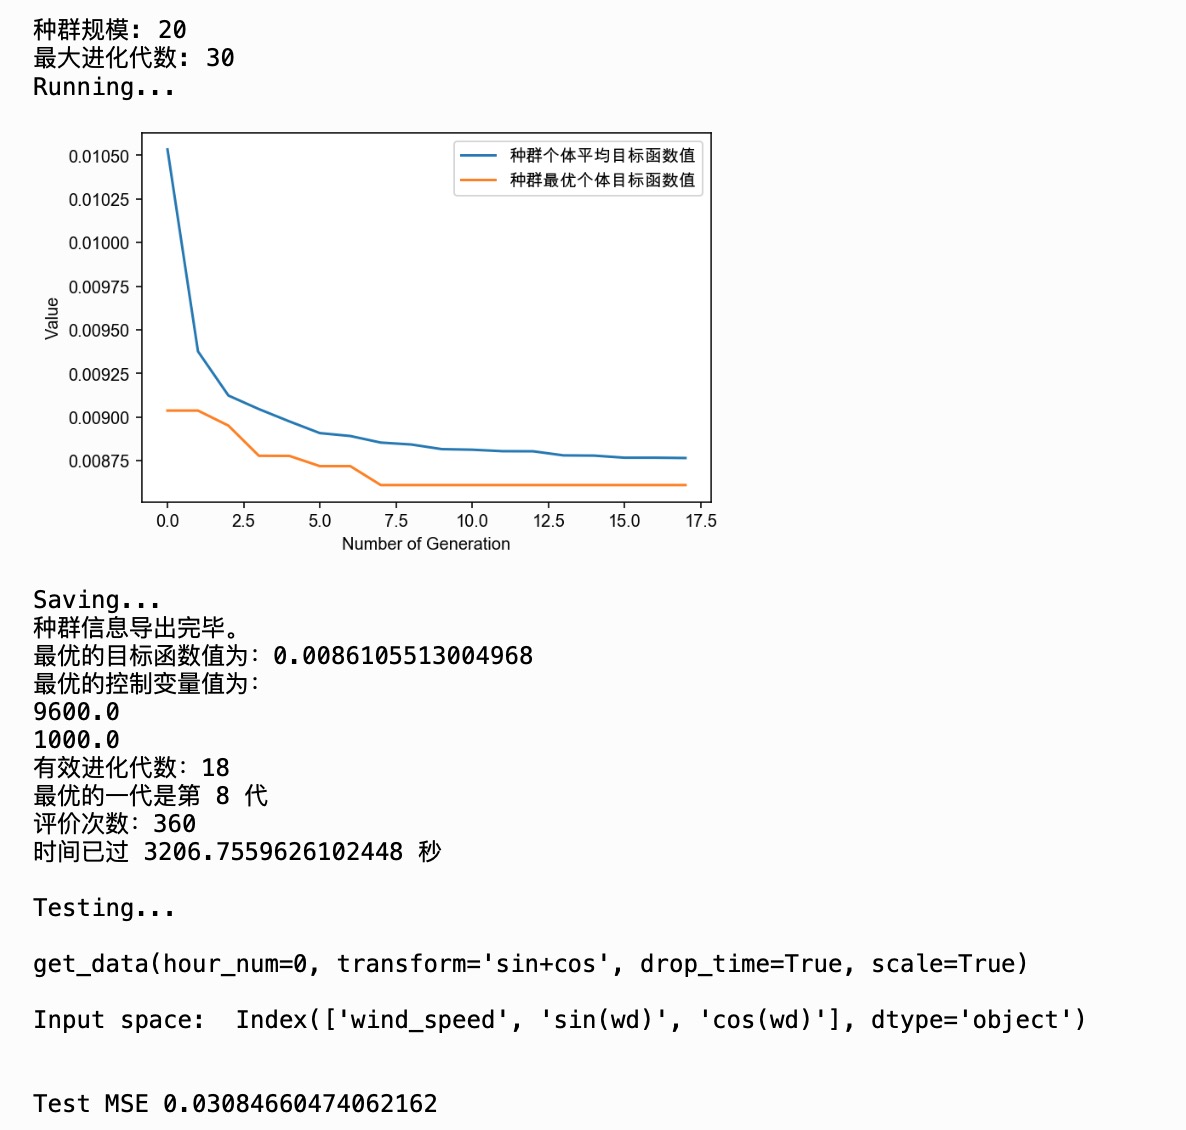 种群规模: 20
最大进化代数: 30
Running...
种群个体平均目标函数值
种群最优个体目标函数值
0.01050
0.01025
0.01000
0.00975
0.00950
0.00925
0.00900
0.00875
Value
0.0 2.5 5.0 7.5 10.0 12.5 15.0 17.5
Number of Generation
Saving...
种群信息导出完毕。
最优的目标函数值为：0.0086105513004968
最优的控制变量值为：
9600.0
1000.0
有效进化代数：18
最优的一代是第 8 代
评价次数：360
时间已过 3206.7559626102448 秒
Testing...
get_data(hour_num=0, transform='sin+cos', drop_time=True, scale=True)
Input space:  Index(['wind_speed', 'sin(wd)', 'cos(wd)'], dtype='object')
Test MSE 0.03084660474062162